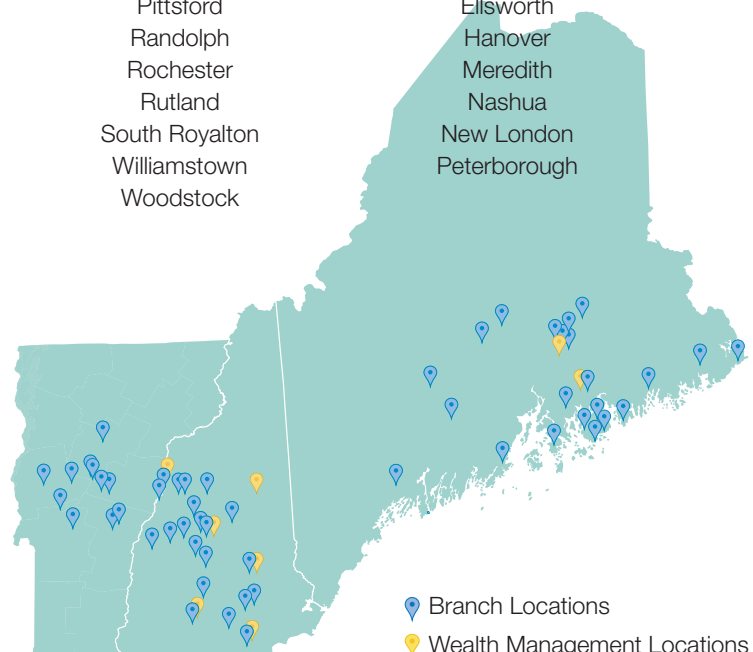 Pittsford
Randolph
Rochester
Rutland
South Royalton
Williamstown
Woodstock
Ellsworth
Hanover
Meredith
Nashua
New London
Peterborough
Branch Locations
Wealth Management Locations